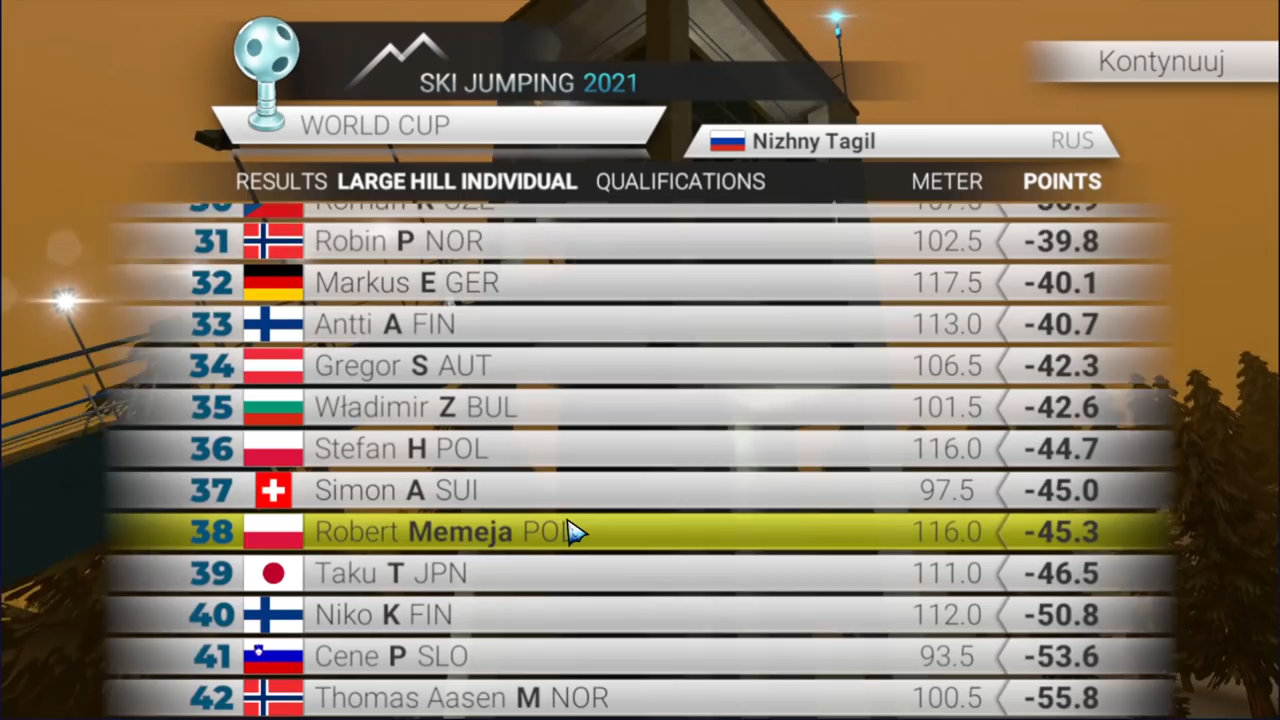 SKI JUMPING 2021
Kontynuuj
WORLD CUP
Nizhny Tagil RUS
RESULTS LARGE HILL INDIVIDUAL QUALIFICATIONS METER POINTS
31 Robin P NOR 102.5 -39.8
32 Markus E GER 117.5 -40.1
33 Antti A FIN 113.0 -40.7
34 Gregor S AUT 106.5 -42.3
35 Władimir Z BUL 101.5 -42.6
36 Stefan H POL 116.0 -44.7
37 Simon A SUI 97.5 -45.0
38 Robert Memeja POL 116.0 -45.3
39 Taku T JPN 111.0 -46.5
40 Niko K FIN 112.0 -50.8
41 Cene P SLO 93.5 -53.6
42 Thomas Aasen M NOR 100.5 -55.8